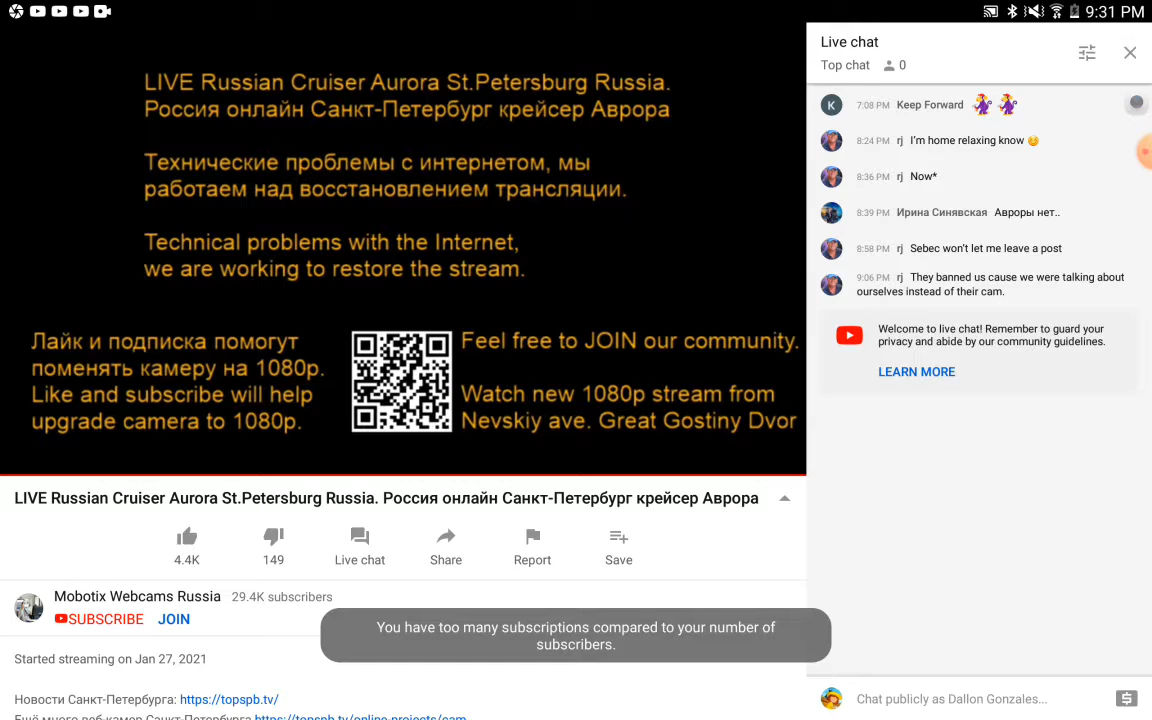 9:31 PM
LIVE Russian Cruiser Aurora St.Petersburg Russia.
Россия онлайн Санкт-Петербург крейсер Аврора
Технические проблемы с интернетом, мы
работаем над восстановлением трансляции.
Technical problems with the Internet,
we are working to restore the stream.
Лайк и подписка помогут
поменять камеру на 1080p.
Like and subscribe will help
upgrade camera to 1080p.
Feel free to JOIN our community.
Watch new 1080p stream from
Nevskiy ave. Great Gostiny Dvor
LIVE Russian Cruiser Aurora St.Petersburg Russia. Россия онлайн Санкт-Петербург крейсер Аврора
4.4K
149
Live chat
Share
Report
Save
Mobotix Webcams Russia 29.4K subscribers
SUBSCRIBE JOIN
You have too many subscriptions compared to your number of
subscribers.
Started streaming on Jan 27, 2021
Новости Санкт-Петербурга: https://topspb.tv/
Ещё много веб-камер Санкт-Петербурга https://topspb.tv/online-projects/cam
Live chat
Top chat 0
K 7:08 PM Keep Forward
8:24 PM rj I'm home relaxing know
8:36 PM rj Now*
8:39 PM Ирина Синявская Авроры нет..
8:58 PM rj Sebec won't let me leave a post
9:06 PM rj They banned us cause we were talking about
ourselves instead of their cam.
Welcome to live chat! Remember to guard your
privacy and abide by our community guidelines.
LEARN MORE
Chat publicly as Dallon Gonzales...